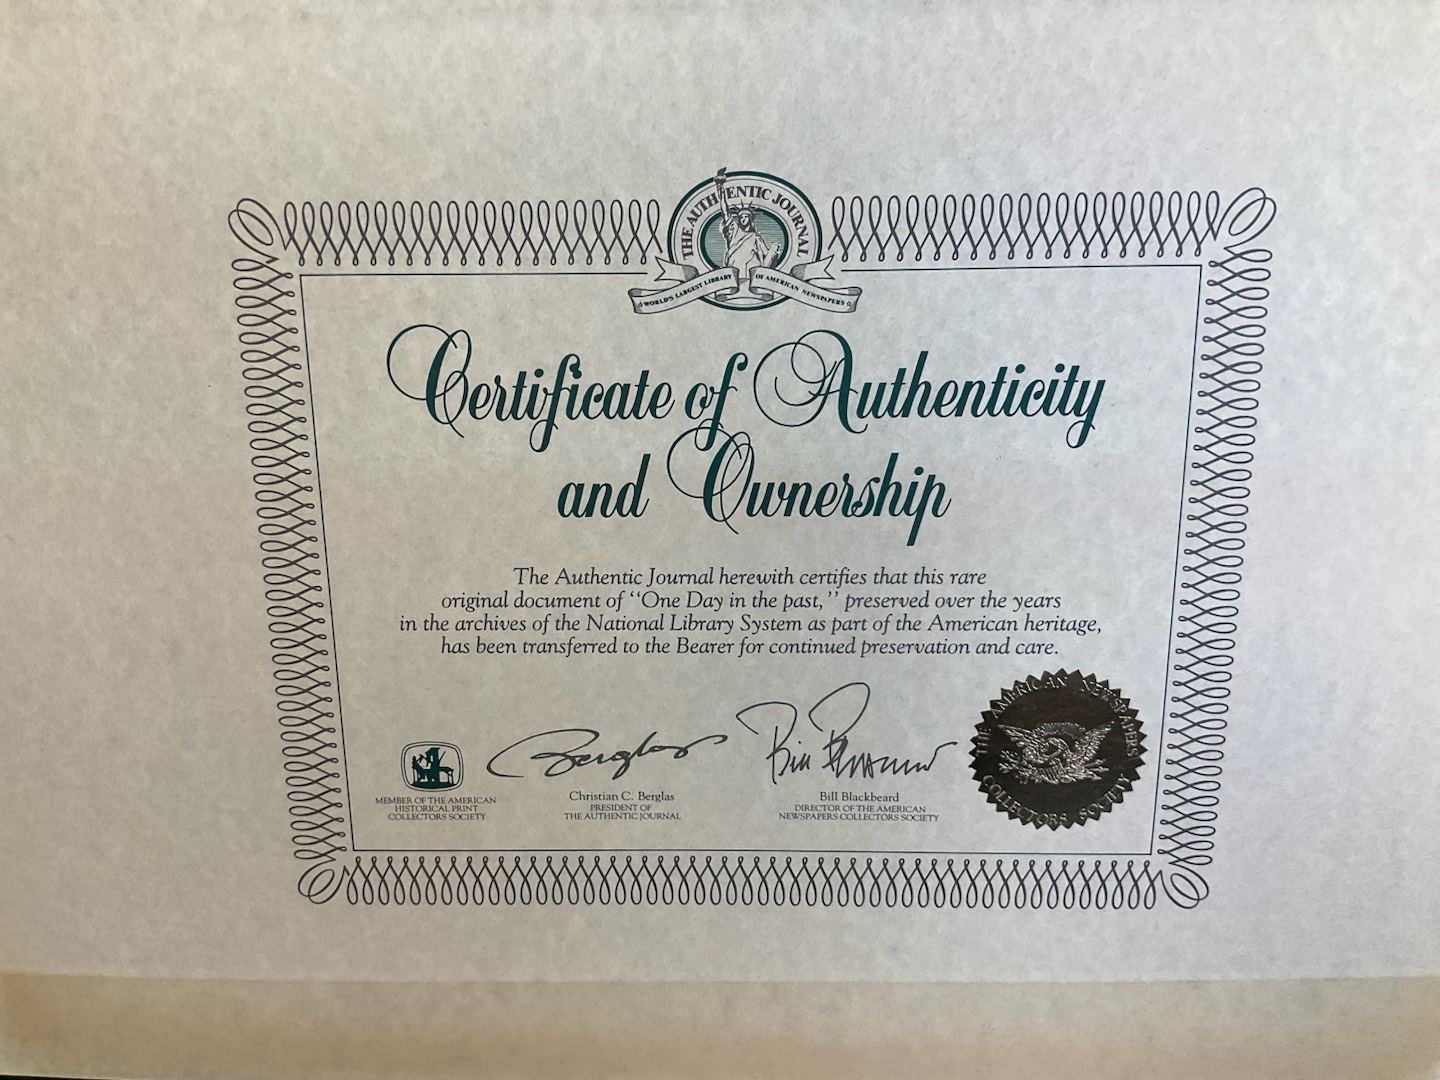 THE AUTHENTIC JOURNAL
WORLD'S LARGEST LIBRARY OF AMERICAN NEWSPAPERS
Certificate of Authenticity
and Ownership
The Authentic Journal herewith certifies that this rare
original document of “One Day in the past,” preserved over the years
in the archives of the National Library System as part of the American heritage,
has been transferred to the Bearer for continued preservation and care.
Berglas
Bill Blackbeard
MEMBER OF THE AMERICAN
HISTORICAL PRINT
COLLECTORS SOCIETY
Christian C. Berglas
PRESIDENT OF
THE AUTHENTIC JOURNAL
Bill Blackbeard
DIRECTOR OF THE AMERICAN
NEWSPAPERS COLLECTORS SOCIETY
THE AMERICAN NEWSPAPERS
COLLECTORS SOCIETY